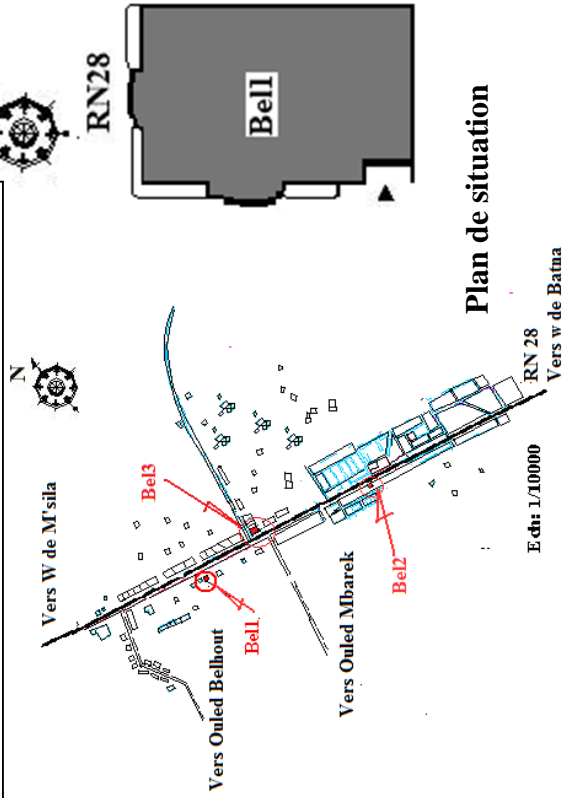 RN28
Bel1
Plan de situation
N
Vers W de M'sila
Bel3
Bel1
Vers Ouled Belhout
Vers Ouled Mbarek
Bel2
RN 28
Vers w de Batna
Ech: 1/10000